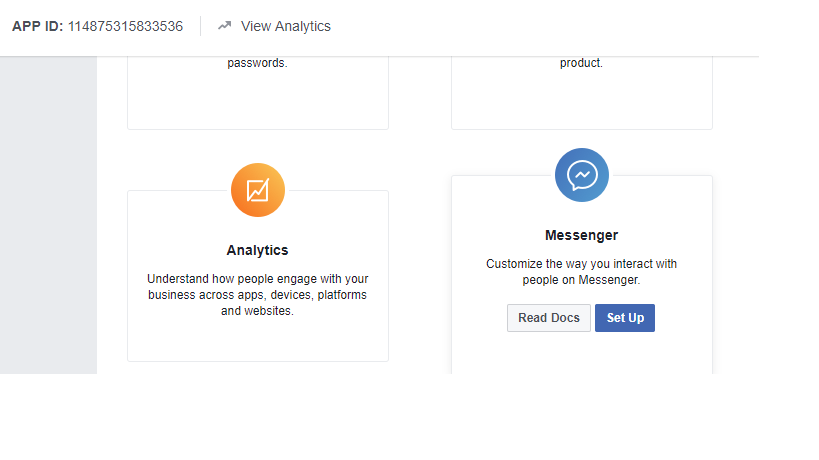 APP ID: 114875315833536
View Analytics
passwords.
product.
Analytics
Understand how people engage with your
business across apps, devices, platforms
and websites.
Messenger
Customize the way you interact with
people on Messenger.
Read Docs
Set Up